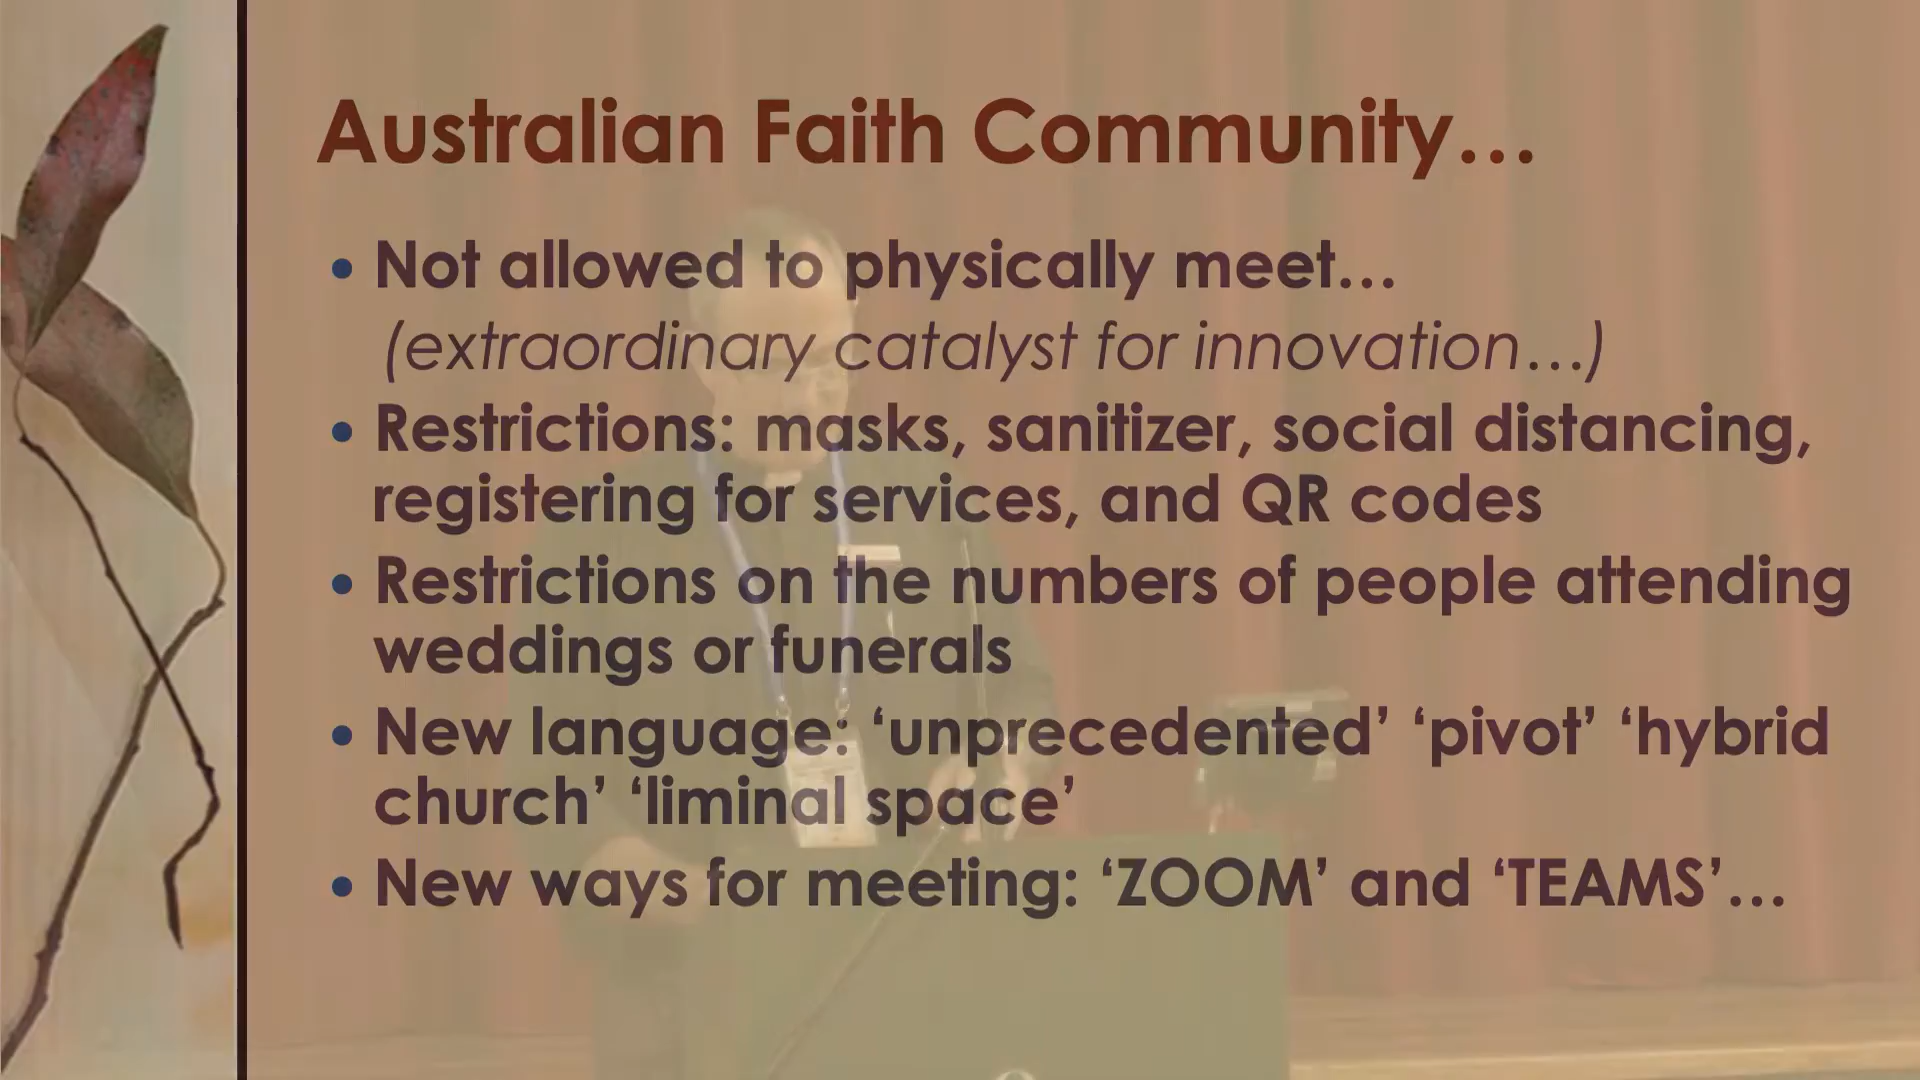 Australian Faith Community…
• Not allowed to physically meet…
(extraordinary catalyst for innovation…)
• Restrictions: masks, sanitizer, social distancing,
registering for services, and QR codes
• Restrictions on the numbers of people attending
weddings or funerals
• New language: ‘unprecedented’ ‘pivot’ ‘hybrid
church’ ‘liminal space’
• New ways for meeting: ‘ZOOM’ and ‘TEAMS’…